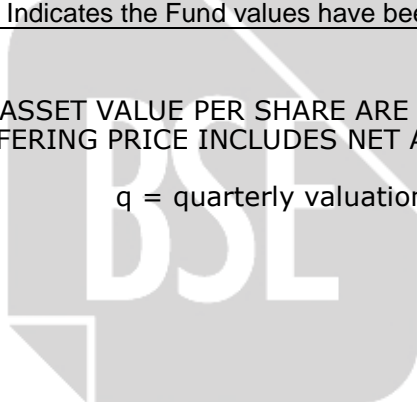 Indicates the Fund values have bee
ASSET VALUE PER SHARE ARE
FERING PRICE INCLUDES NET A
q = quarterly valuation
BSE